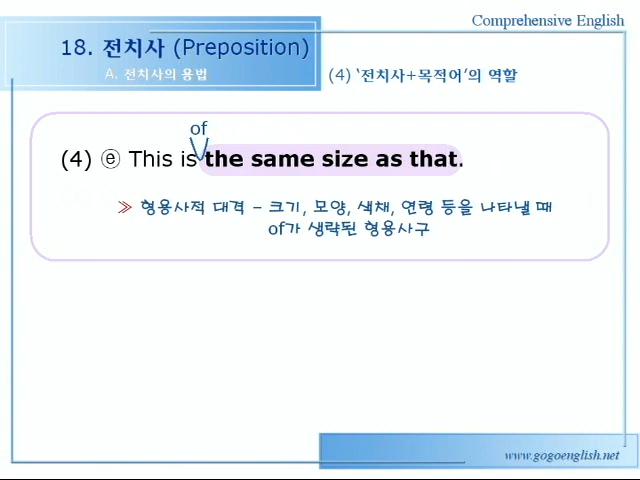 Comprehensive English
18. 전치사 (Preposition)
A. 전치사의 용법
(4) ‘전치사+목적어’의 역할
of
(4) ⓔ This is the same size as that.
≫ 형용사적 대격 – 크기, 모양, 색채, 연령 등을 나타낼 때
of가 생략된 형용사구
www.gogoenglish.net